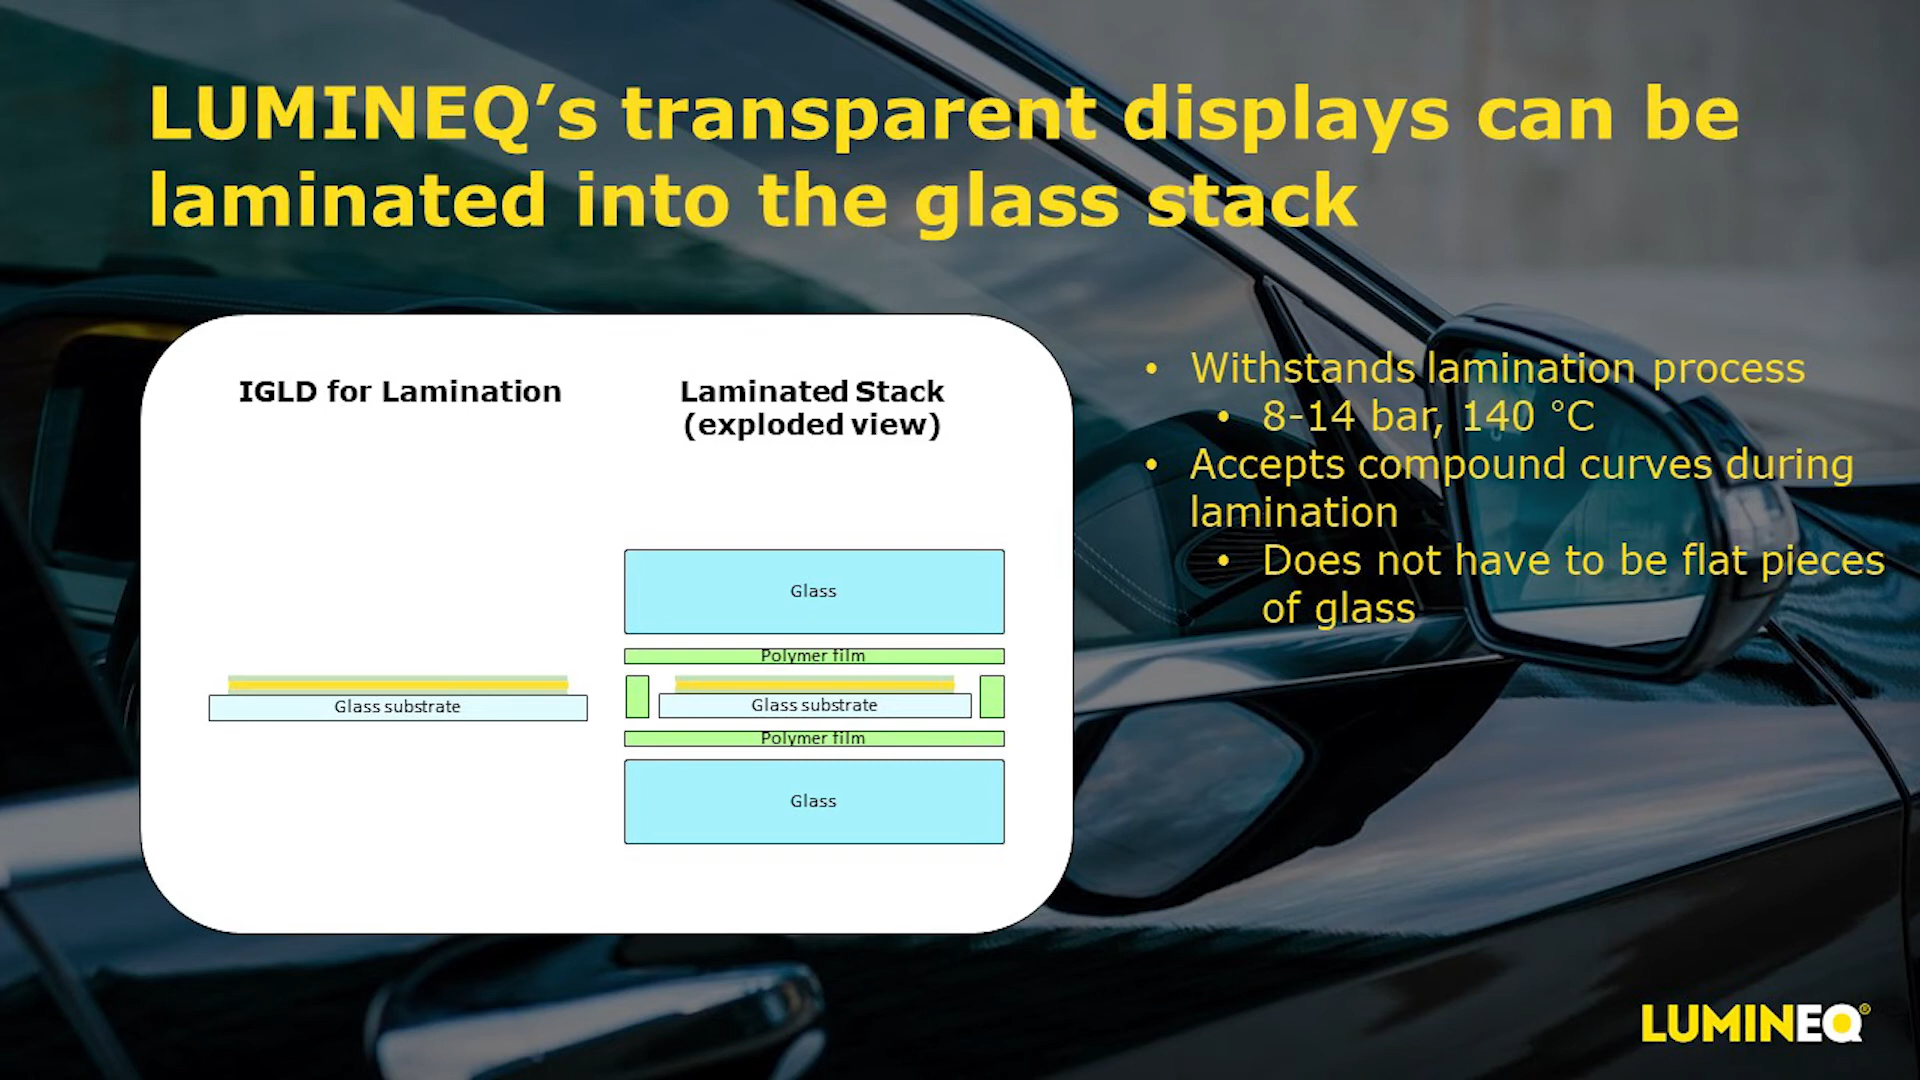 LUMINEQ’s transparent displays can be
laminated into the glass stack
IGLD for Lamination
Laminated Stack
(exploded view)
Glass
Polymer film
Glass substrate
Glass substrate
Polymer film
Glass
• Withstands lamination process
• 8-14 bar, 140 °C
• Accepts compound curves during
lamination
• Does not have to be flat pieces
of glass
LUMINEQ®